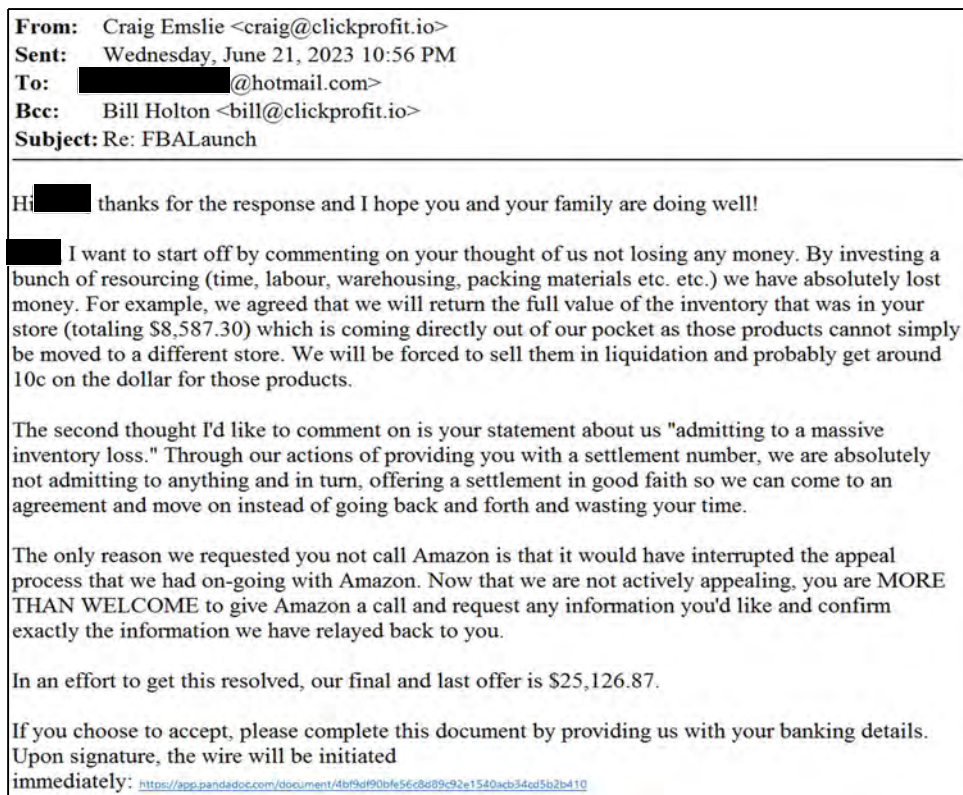 From: Craig Emslie <craig@clickprofit.io>
Sent: Wednesday, June 21, 2023 10:56 PM
To: @hotmail.com>
Bcc: Bill Holton <bill@clickprofit.io>
Subject: Re: FBALaunch
Hi thanks for the response and I hope you and your family are doing well!
, I want to start off by commenting on your thought of us not losing any money. By investing a
bunch of resourcing (time, labour, warehousing, packing materials etc. etc.) we have absolutely lost
money. For example, we agreed that we will return the full value of the inventory that was in your
store (totaling $8,587.30) which is coming directly out of our pocket as those products cannot simply
be moved to a different store. We will be forced to sell them in liquidation and probably get around
10c on the dollar for those products.
The second thought I'd like to comment on is your statement about us "admitting to a massive
inventory loss." Through our actions of providing you with a settlement number, we are absolutely
not admitting to anything and in turn, offering a settlement in good faith so we can come to an
agreement and move on instead of going back and forth and wasting your time.
The only reason we requested you not call Amazon is that it would have interrupted the appeal
process that we had on-going with Amazon. Now that we are not actively appealing, you are MORE
THAN WELCOME to give Amazon a call and request any information you'd like and confirm
exactly the information we have relayed back to you.
In an effort to get this resolved, our final and last offer is $25,126.87.
If you choose to accept, please complete this document by providing us with your banking details.
Upon signature, the wire will be initiated
immediately: https://app.pandadoc.com/document/4bf9df90bfe56c8d89c92e1540acb34cd5b2b410